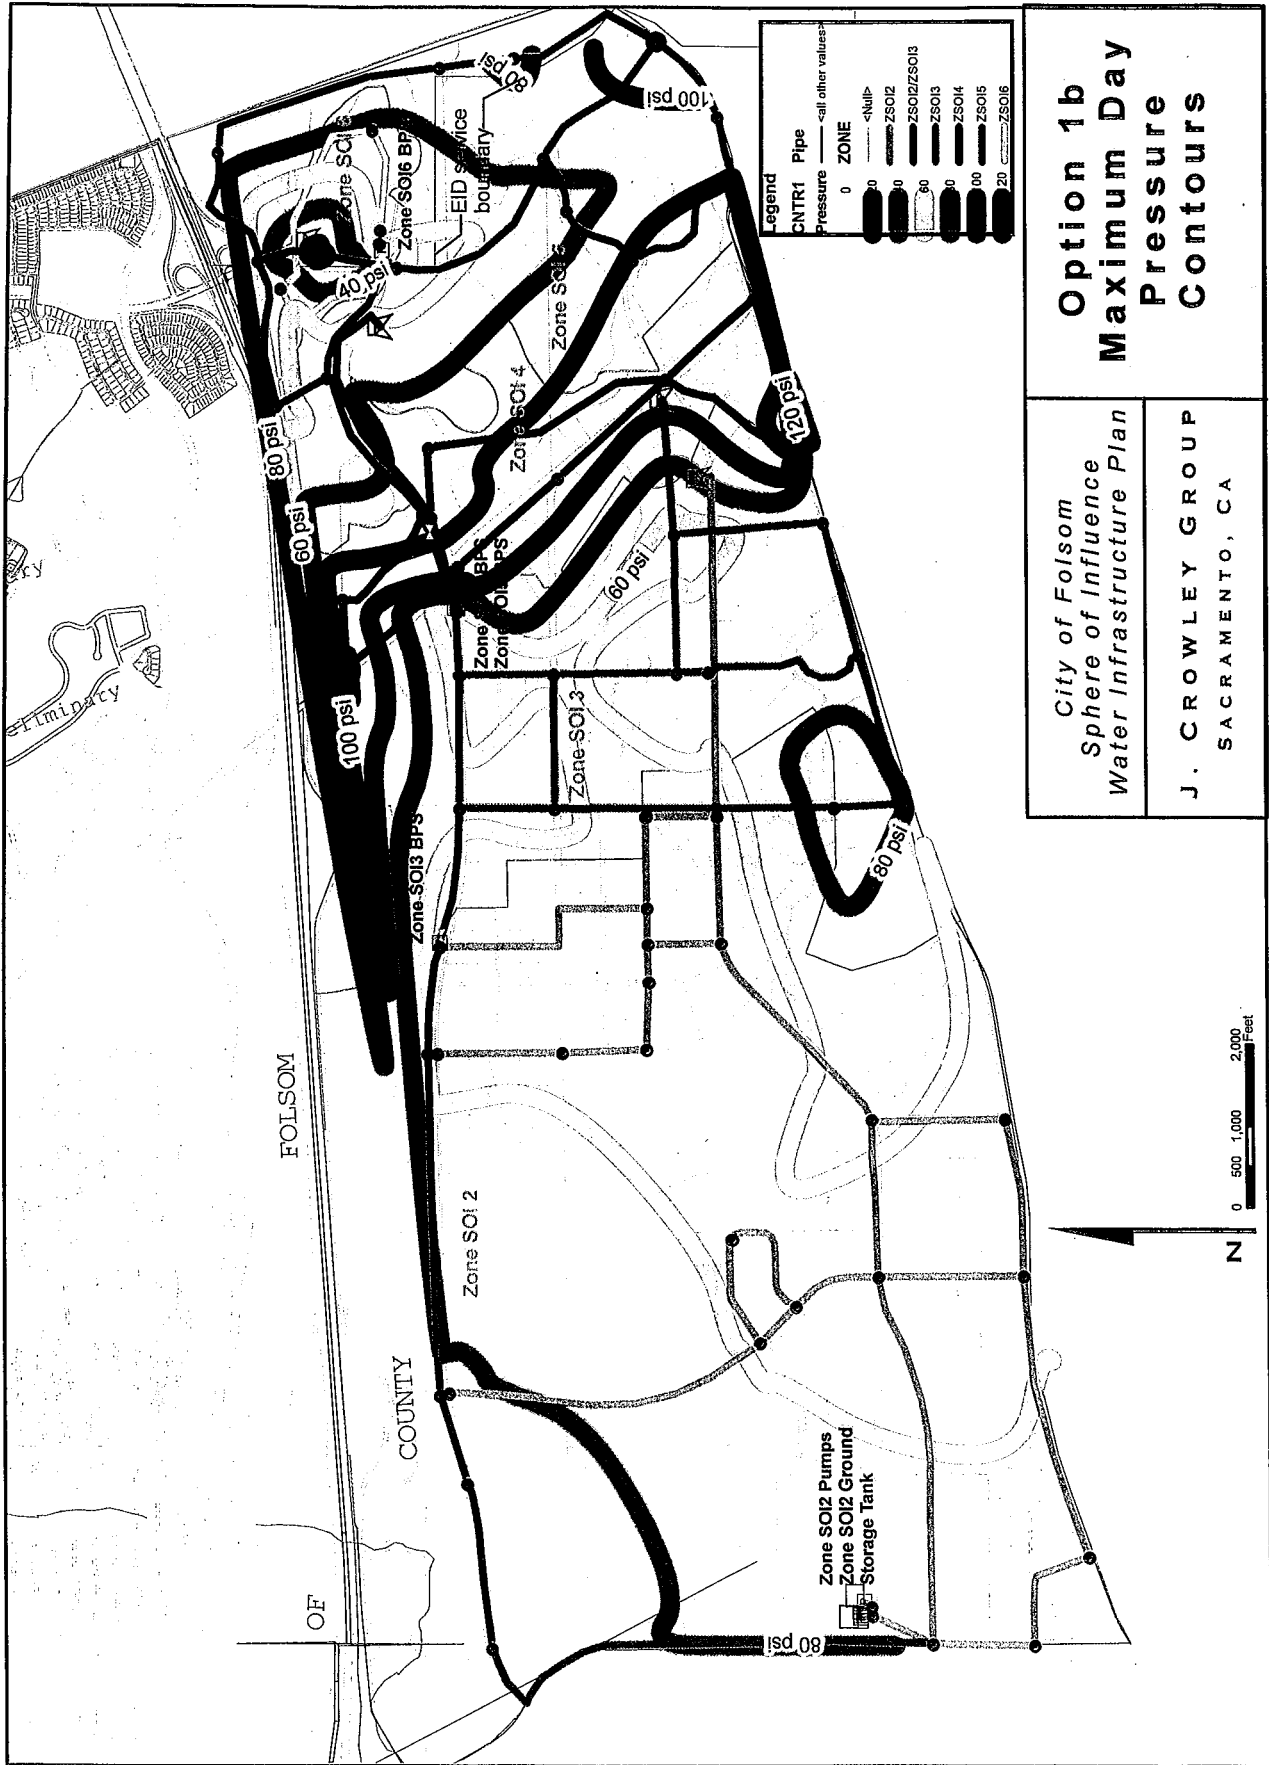 Option 1b
Maximum Day
Pressure
Contours
City of Folsom
Sphere of Influence
Water Infrastructure Plan
J. CROWLEY GROUP
SACRAMENTO, CA
Legend
CNTR1
Pressure
0
20
60
Pipe
<all other values>
ZONE
<Null>
ZSOI2
ZSOI2/ZSOI3
ZSOI3
ZSOI4
ZSOI5
ZSOI6
80 psi
100 psi
EID service
boundary
Zone SOI6 BPS
40 psi
Zone SOI 5
Zone SOI 4
80 psi
60 psi
120 psi
60 psi
100 psi
Zone SOI 3
Zone SOI3 BPS
80 psi
Zone SOI 2
FOLSOM
COUNTY
OF
Zone SOI2 Pumps
Zone SOI2 Ground
Storage Tank
80 psi
eliminary
0 500 1,000 2,000
Feet
N